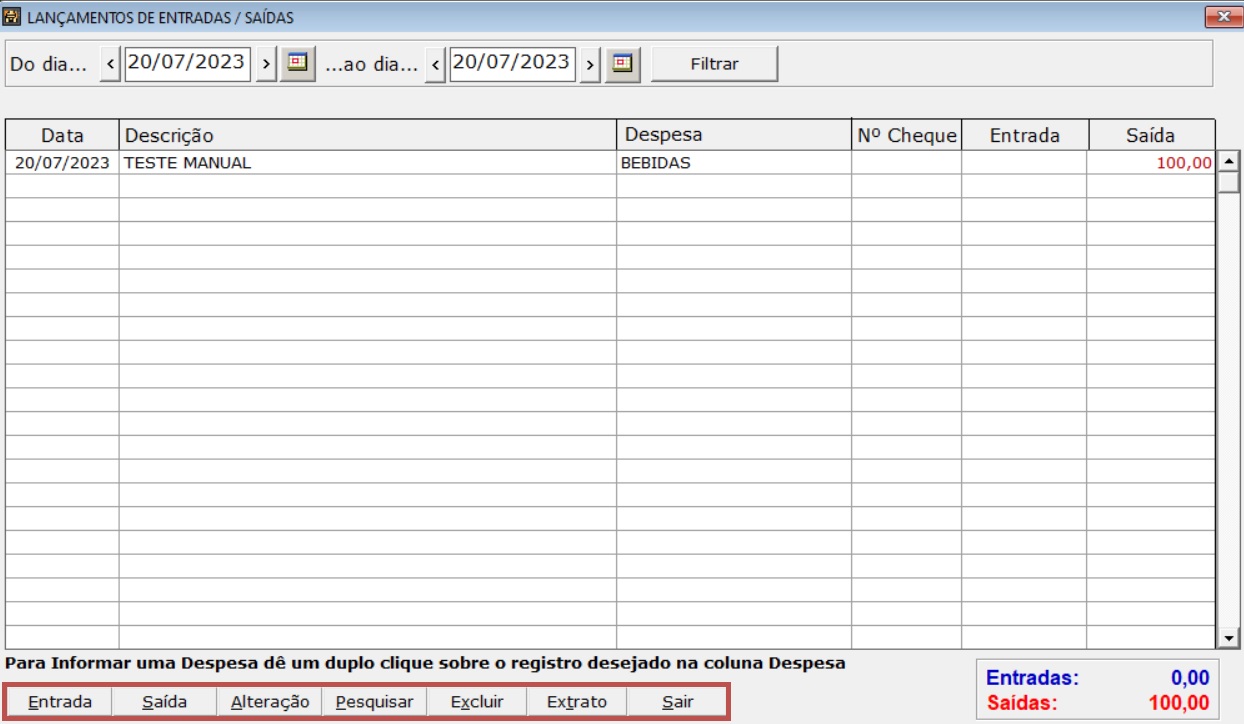 LANÇAMENTOS DE ENTRADAS / SAÍDAS
Do dia... < 20/07/2023 > ...ao dia... < 20/07/2023 > Filtrar
Data Descrição Despesa Nº Cheque Entrada Saída
20/07/2023 TESTE MANUAL BEBIDAS 100,00
Para Informar uma Despesa dê um duplo clique sobre o registro desejado na coluna Despesa
Entradas: 0,00
Saídas: 100,00
Entrada Saída Alteração Pesquisar Excluir Extrato Sair